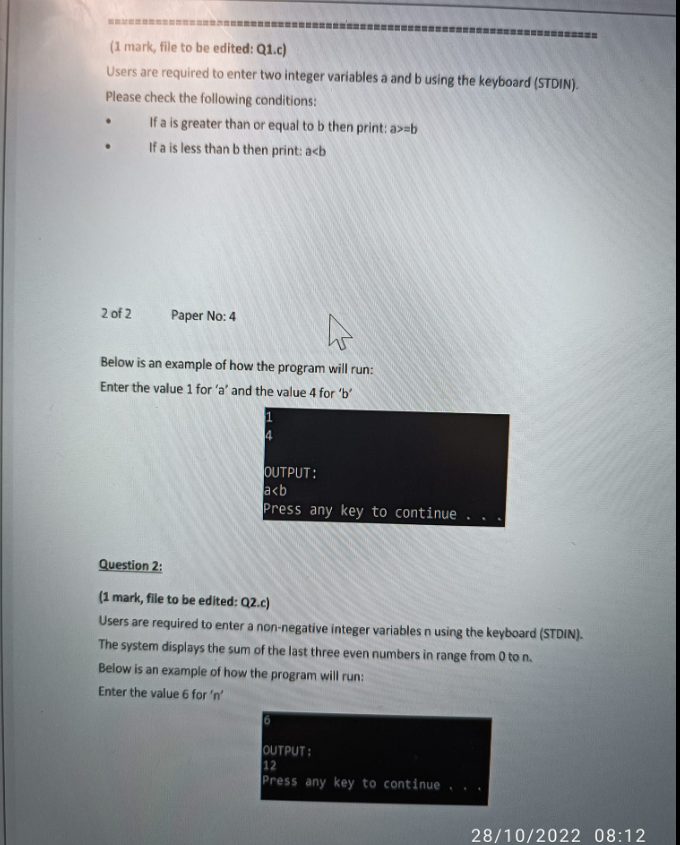 (1 mark, file to be edited: Q1.c)
Users are required to enter two integer variables a and b using the keyboard (STDIN).
Please check the following conditions:
• If a is greater than or equal to b then print: a>=b
• If a is less than b then print: a<b
2 of 2 Paper No: 4
Below is an example of how the program will run:
Enter the value 1 for 'a' and the value 4 for 'b'
1
4
OUTPUT:
a<b
Press any key to continue . . .
Question 2:
(1 mark, file to be edited: Q2.c)
Users are required to enter a non-negative integer variables n using the keyboard (STDIN).
The system displays the sum of the last three even numbers in range from 0 to n.
Below is an example of how the program will run:
Enter the value 6 for 'n'
6
OUTPUT:
12
Press any key to continue . . .
28/10/2022 08:12